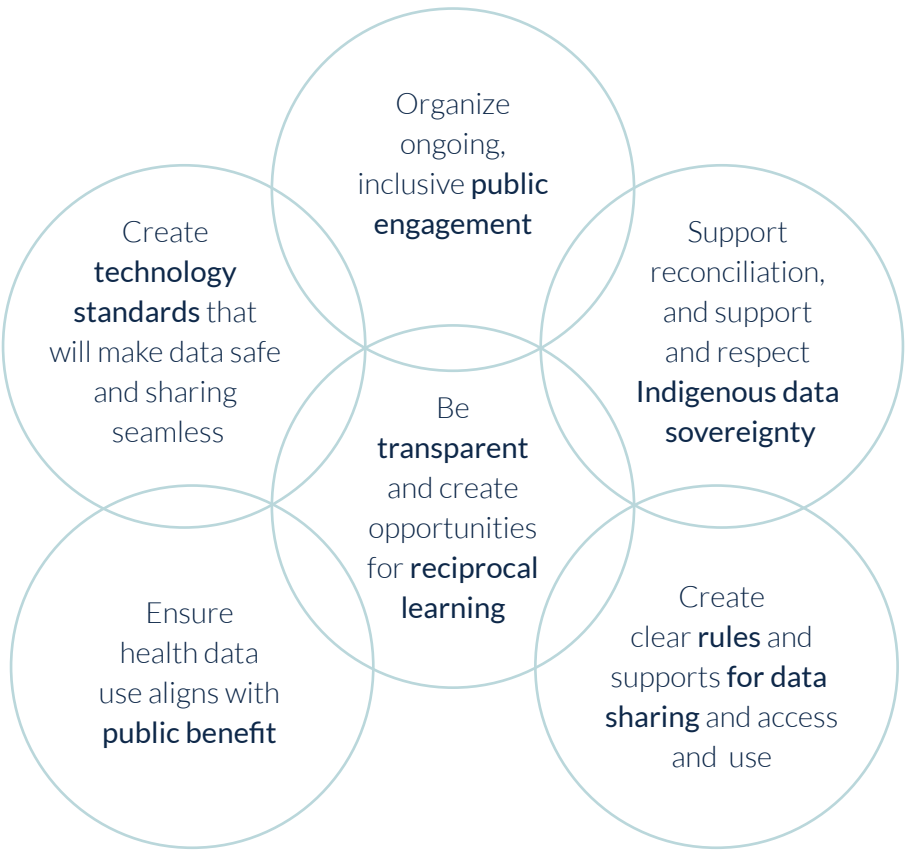 Organize
ongoing,
inclusive public
engagement
Create
technology
standards that
will make data safe
and sharing
seamless
Support
reconciliation,
and support
and respect
Indigenous data
sovereignty
Be
transparent
and create
opportunities
for reciprocal
learning
Ensure
health data
use aligns with
public benefit
Create
clear rules and
supports for data
sharing and access
and use